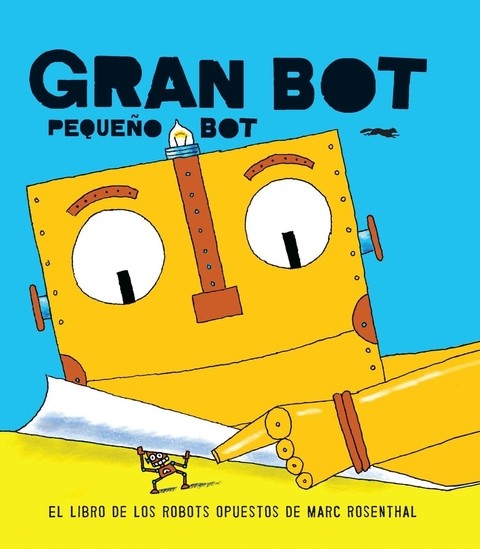 GRAN BOT
PEQUEÑO BOT
EL LIBRO DE LOS ROBOTS OPUESTOS DE MARC ROSENTHAL